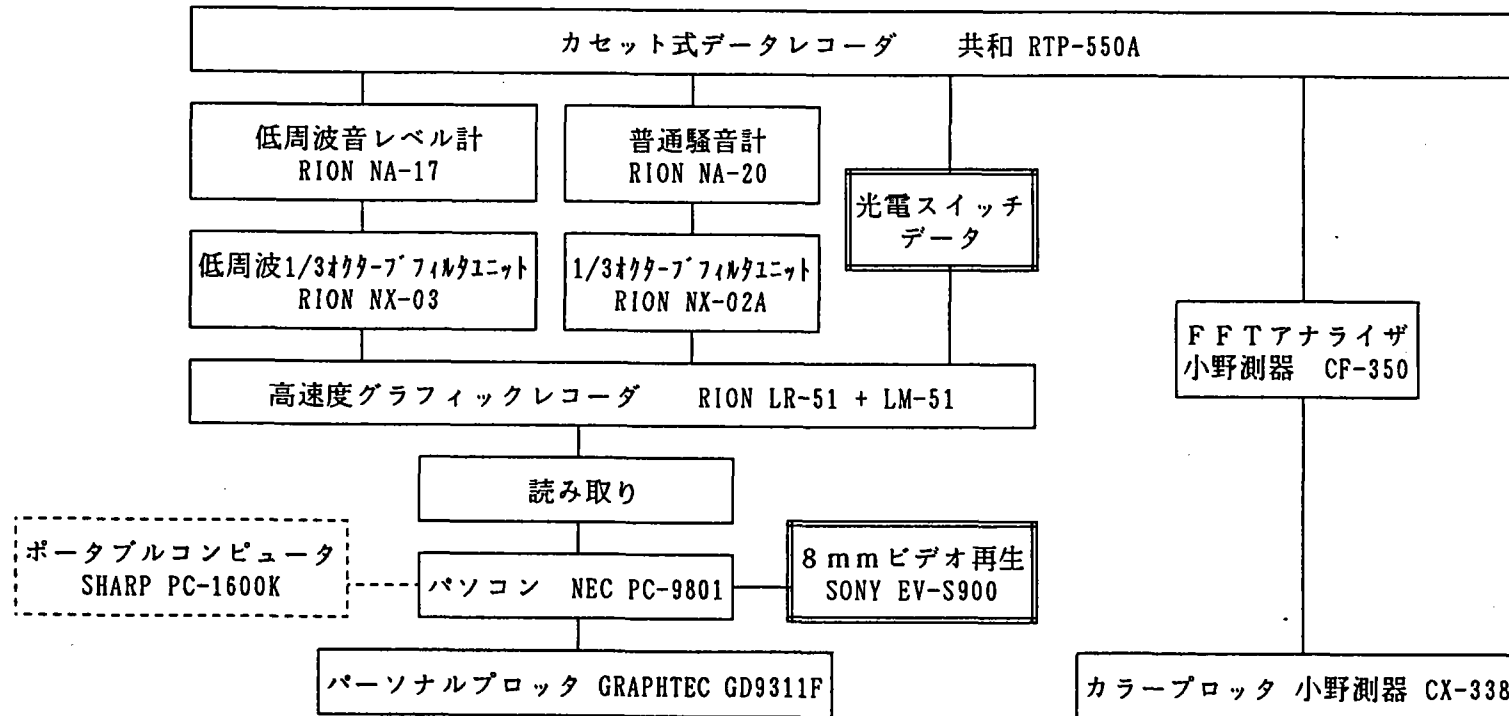 カセット式データレコーダ 共和 RTP-550A
低周波音レベル計
RION NA-17
普通騒音計
RION NA-20
光電スイッチ
データ
低周波1/3オクターブフィルタユニット
RION NX-03
1/3オクターブフィルタユニット
RION NX-02A
FFTアナライザ
小野測器 CF-350
高速度グラフィックレコーダ RION LR-51 + LM-51
読み取り
ポータブルコンピュータ
SHARP PC-1600K
パソコン NEC PC-9801
8mmビデオ再生
SONY EV-S900
パーソナルプロッタ GRAPHTEC GD9311F
カラープロッタ 小野測器 CX-338